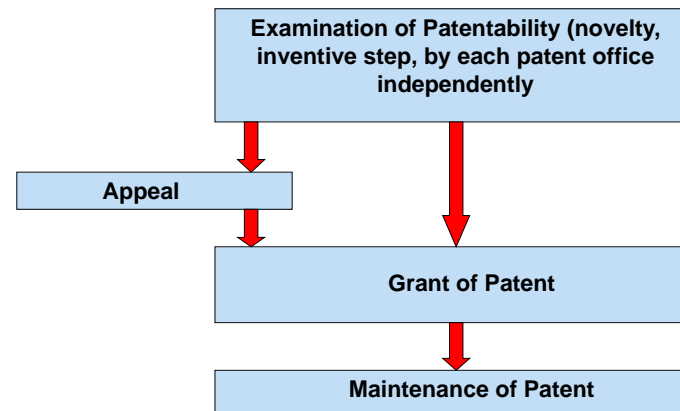 Examination of Patentability (novelty,
inventive step, by each patent office
independently
Appeal
Grant of Patent
Maintenance of Patent